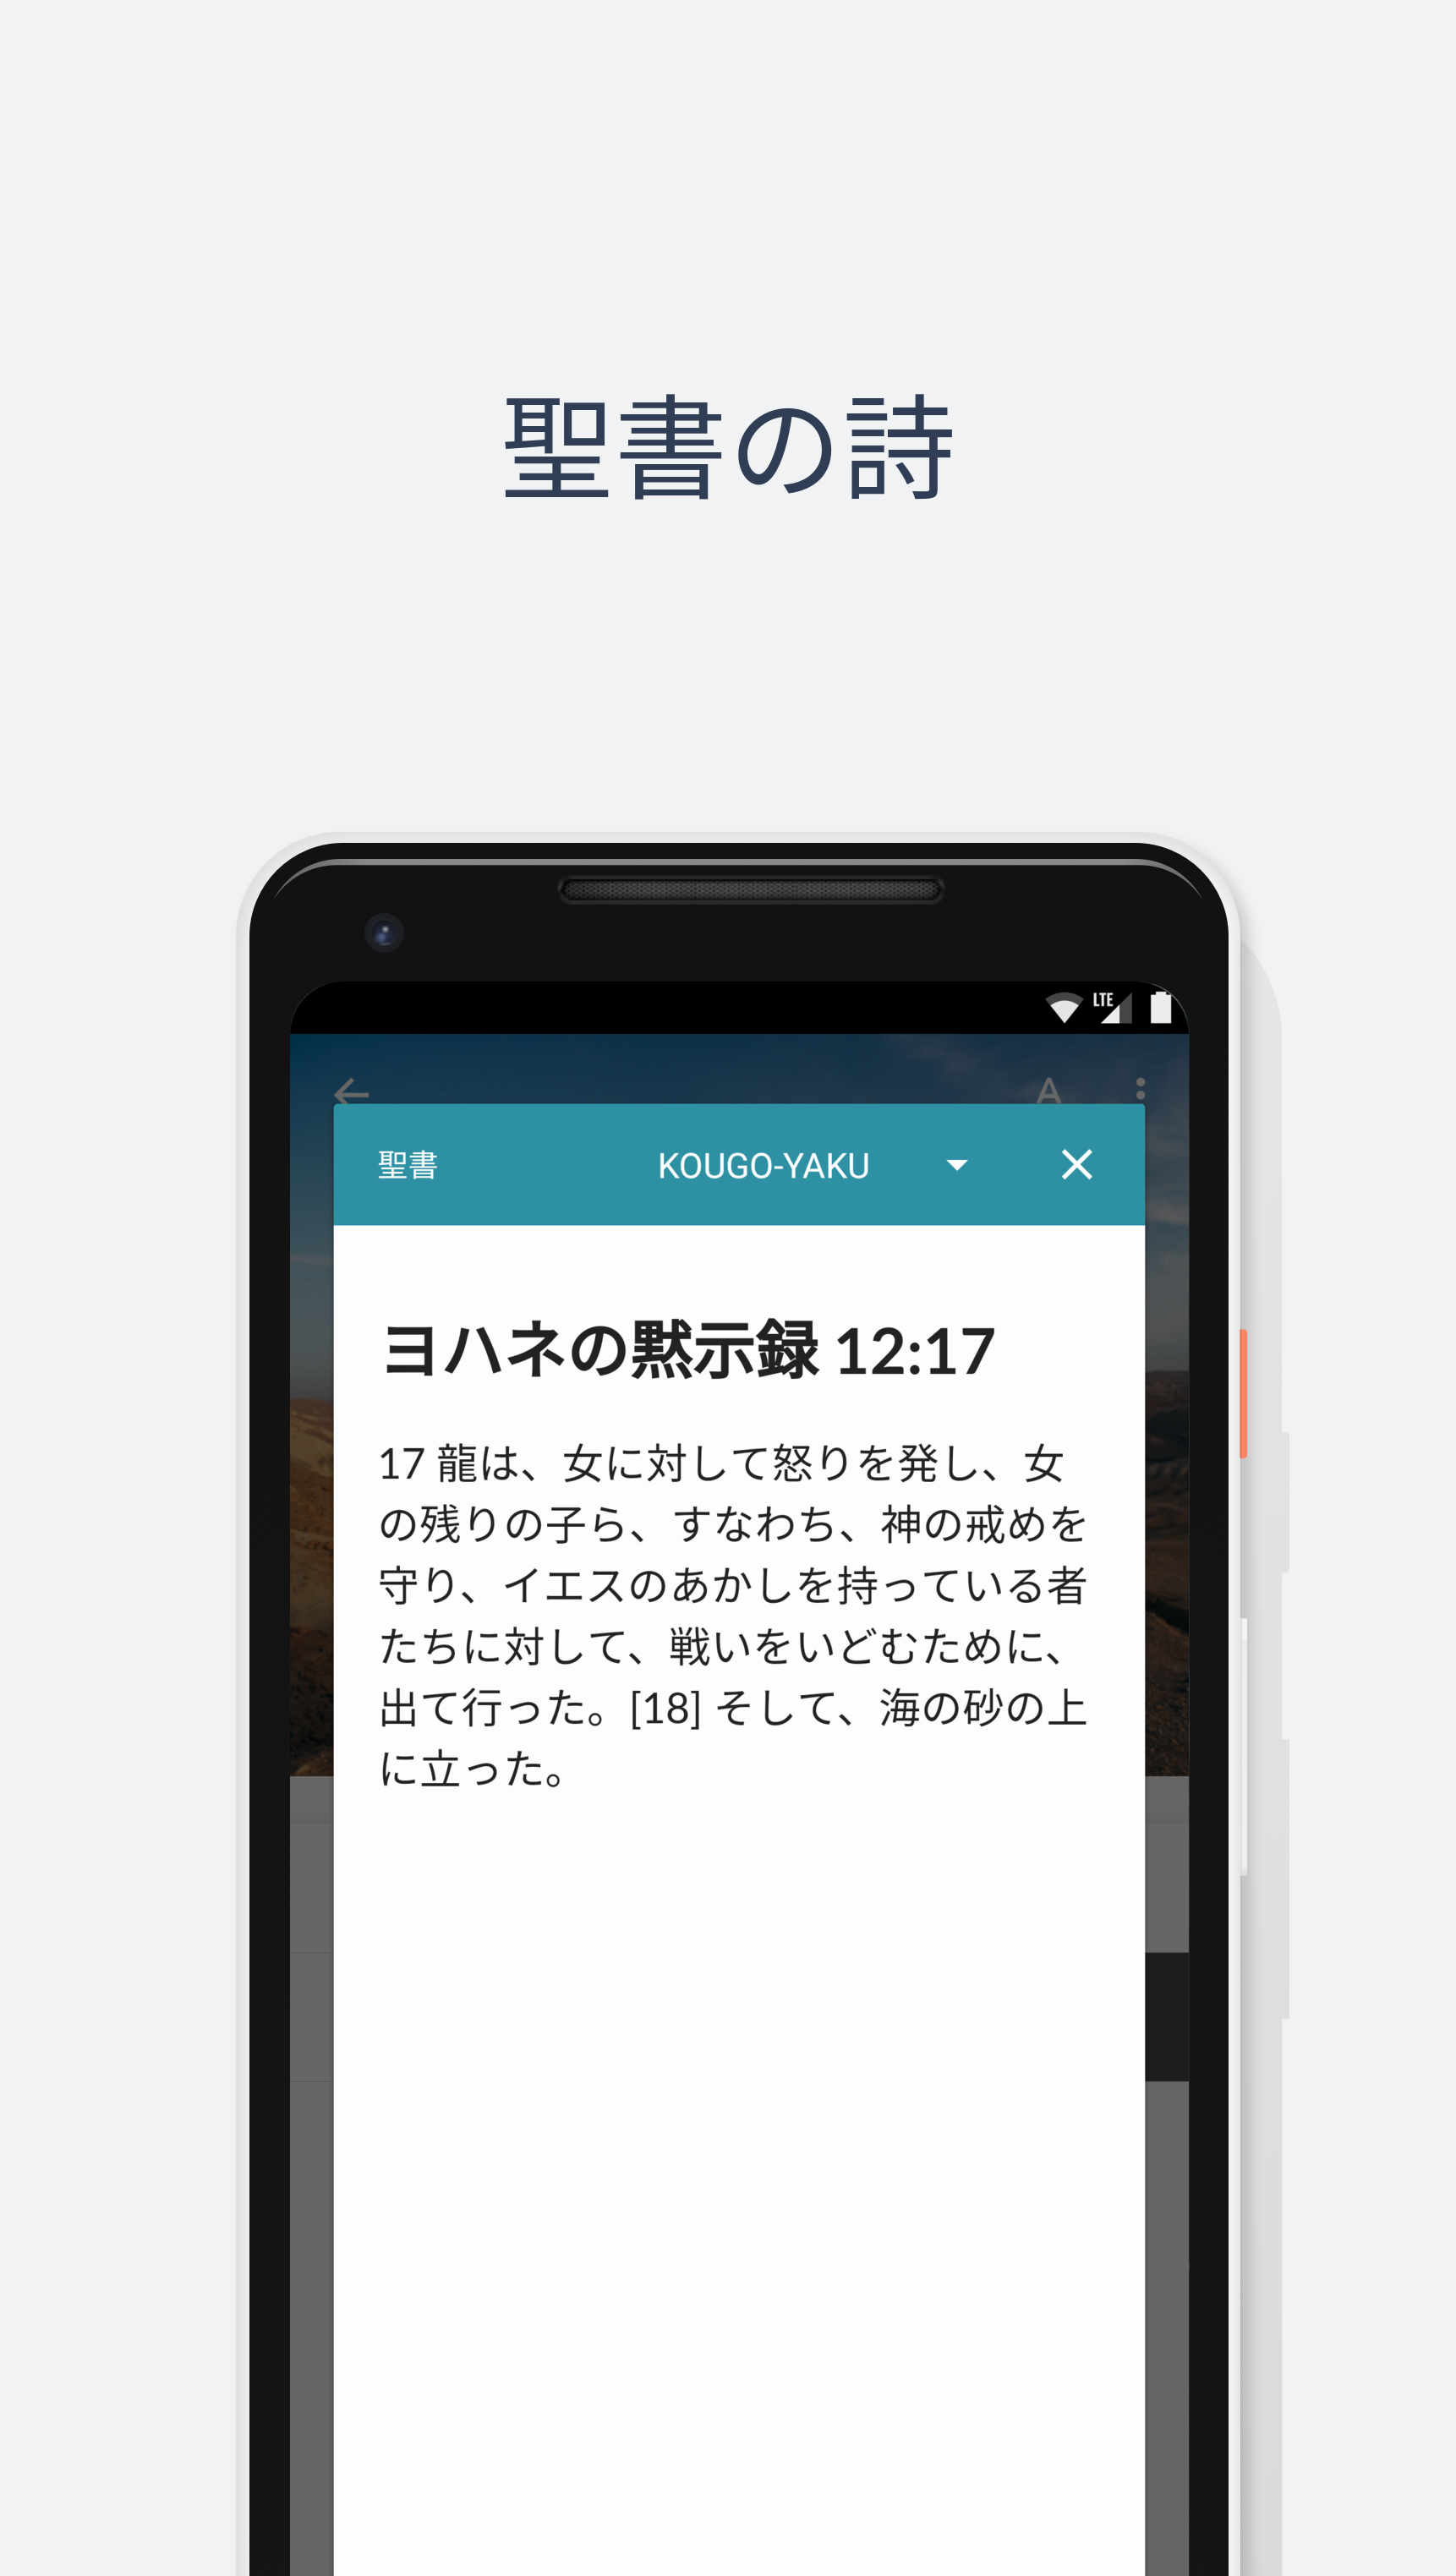 聖書の詩
LTE
A
聖書 KOUGO-YAKU
ヨハネの黙示録 12:17
17 龍は、女に対して怒りを発し、女
の残りの子ら、すなわち、神の戒めを
守り、イエスのあかしを持っている者
たちに対して、戦いをいどむために、
出て行った。[18] そして、海の砂の上
に立った。